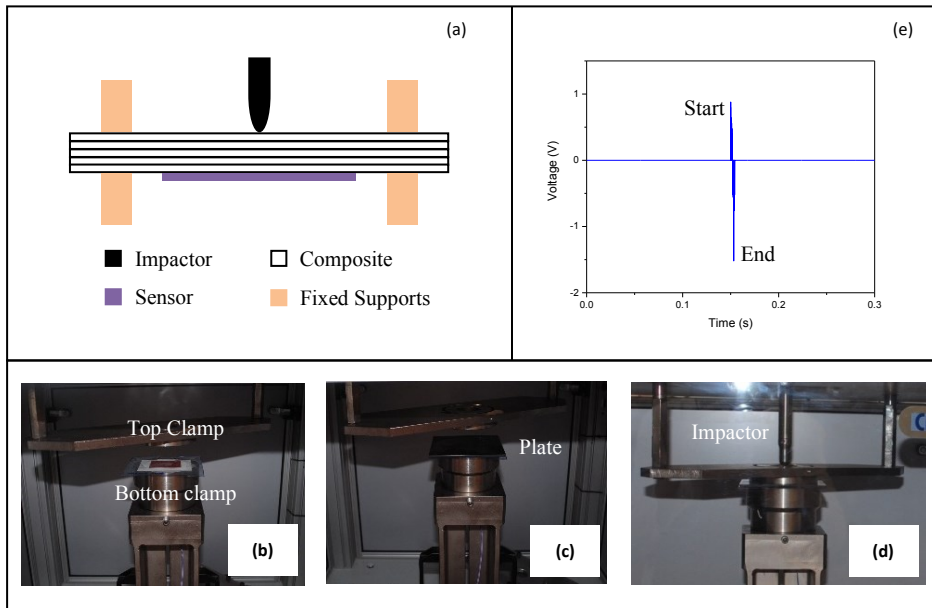 (a)
Impactor
Composite
Sensor
Fixed Supports
(e)
Start
End
1
0
-1
-2
Voltage (V)
0.0 0.1 0.2 0.3
Time (s)
Top Clamp
Bottom clamp
(b)
Plate
(c)
Impactor
(d)